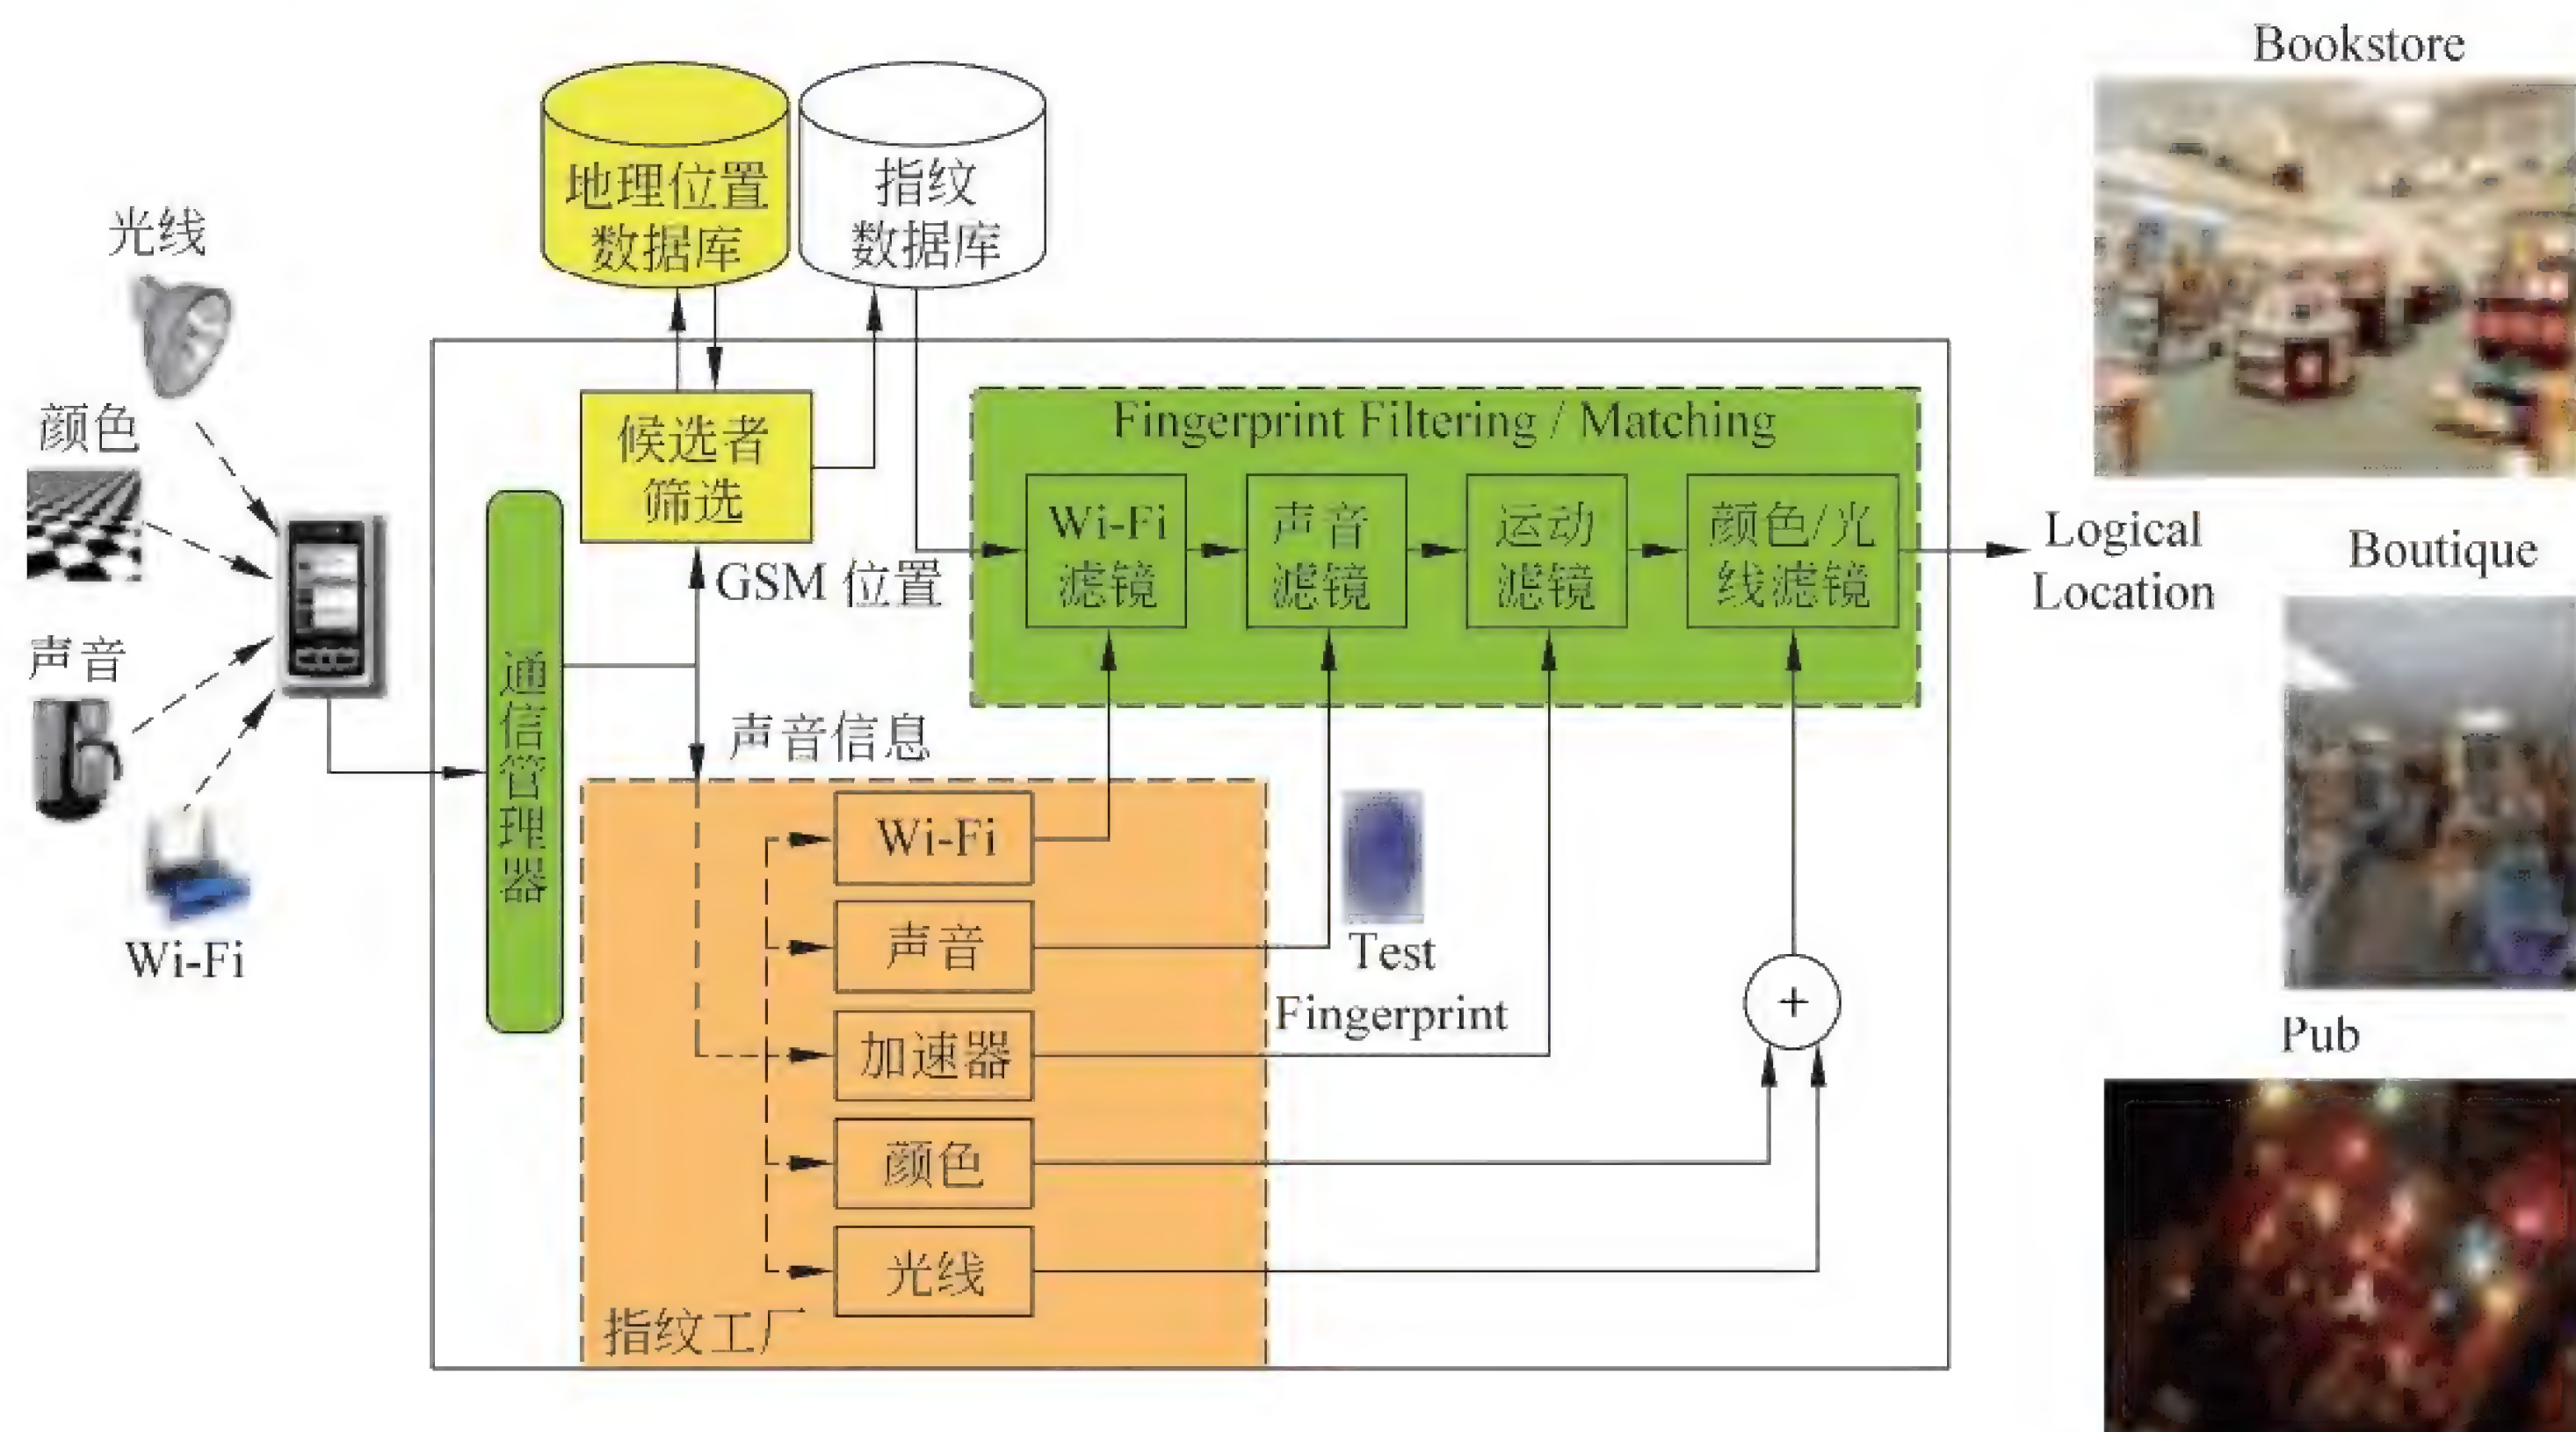 Bookstore
地理位置
数据库
指纹
数据库
光线
颜色
声音
Wi-Fi
候选者
筛选
GSM 位置
通信管理器
声音信息
Fingerprint Filtering / Matching
Wi-Fi
滤镜
声音
滤镜
运动
滤镜
颜色/光
线滤镜
Logical
Location
Boutique
Pub
Wi-Fi
声音
加速器
颜色
光线
指纹工厂
Test
Fingerprint
+